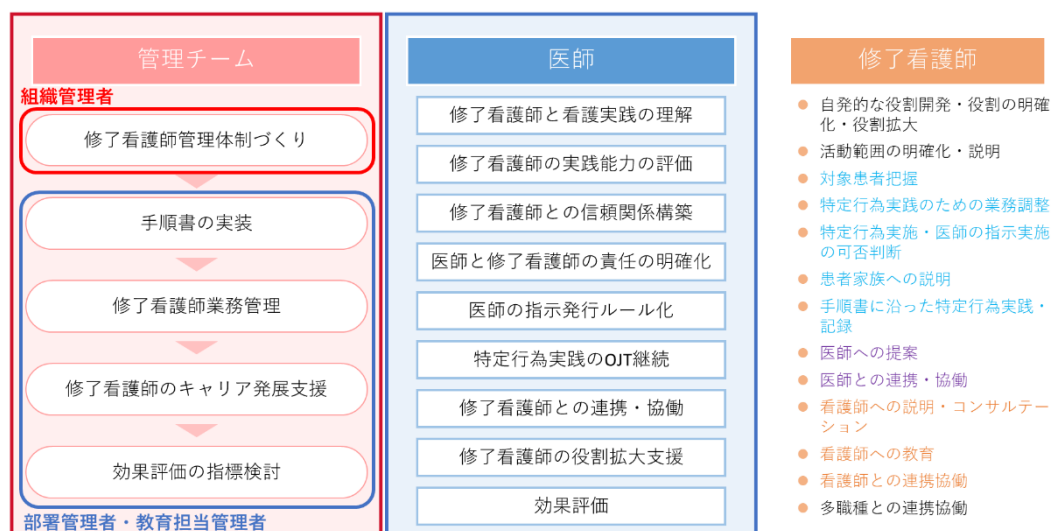 管理チーム
組織管理者
修了看護師管理体制づくり
手順書の実装
修了看護師業務管理
修了看護師のキャリア発展支援
効果評価の指標検討
部署管理者・教育担当管理者
医師
修了看護師と看護実践の理解
修了看護師の実践能力の評価
修了看護師との信頼関係構築
医師と修了看護師の責任の明確化
医師の指示発行ルール化
特定行為実践のOJT継続
修了看護師との連携・協働
修了看護師の役割拡大支援
効果評価
修了看護師
● 自発的な役割開発・役割の明確
化・役割拡大
● 活動範囲の明確化・説明
● 対象患者把握
● 特定行為実践のための業務調整
● 特定行為実施・医師の指示実施
の可否判断
● 患者家族への説明
● 手順書に沿った特定行為実践・
記録
● 医師への提案
● 医師との連携・協働
● 看護師への説明・コンサルテー
ション
● 看護師への教育
● 看護師との連携協働
● 多職種との連携協働